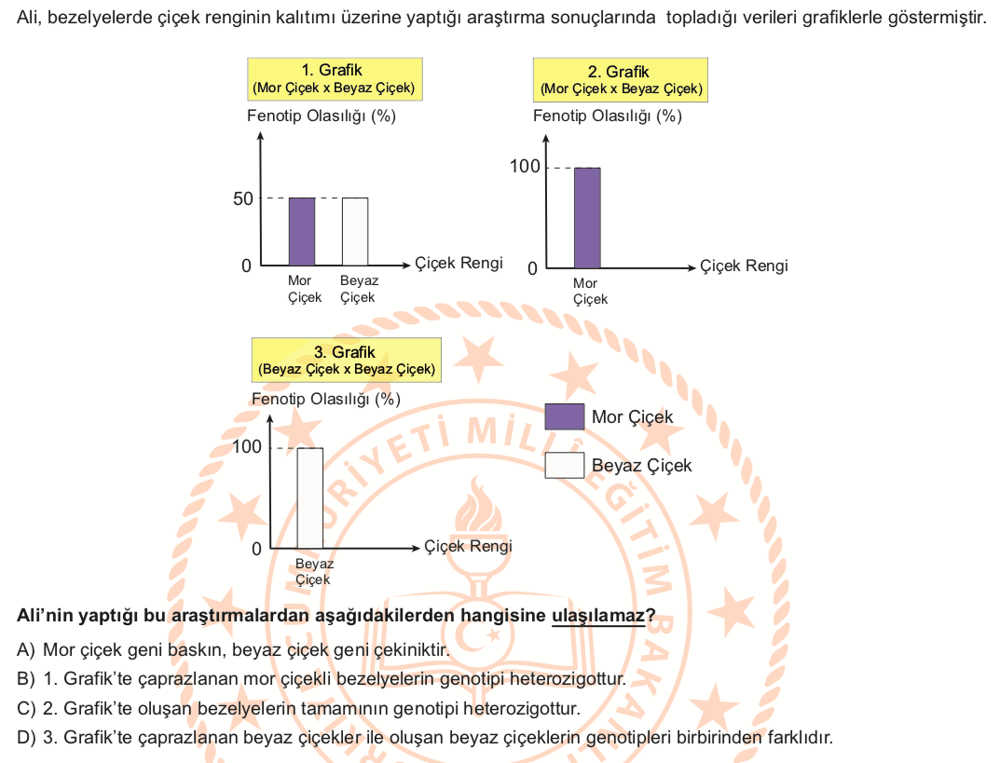 Ali, bezelyelerde çiçek renginin kalıtımı üzerine yaptığı araştırma sonuçlarında topladığı verileri grafiklerle göstermiştir.
1. Grafik
(Mor Çiçek x Beyaz Çiçek)
Fenotip Olasılığı (%)
50
0
Mor
Çiçek
Beyaz
Çiçek
Çiçek Rengi
2. Grafik
(Mor Çiçek x Beyaz Çiçek)
Fenotip Olasılığı (%)
100
0
Mor
Çiçek
Çiçek Rengi
3. Grafik
(Beyaz Çiçek x Beyaz Çiçek)
Fenotip Olasılığı (%)
100
0
Beyaz
Çiçek
Çiçek Rengi
Mor Çiçek
Beyaz Çiçek
Ali’nin yaptığı bu araştırmalardan aşağıdakilerden hangisine ulaşılamaz?
A) Mor çiçek geni baskın, beyaz çiçek geni çekiniktir.
B) 1. Grafik’te çaprazlanan mor çiçekli bezelyelerin genotipi heterozigottur.
C) 2. Grafik’te oluşan bezelyelerin tamamının genotipi heterozigottur.
D) 3. Grafik’te çaprazlanan beyaz çiçekler ile oluşan beyaz çiçeklerin genotipleri birbirinden farklıdır.